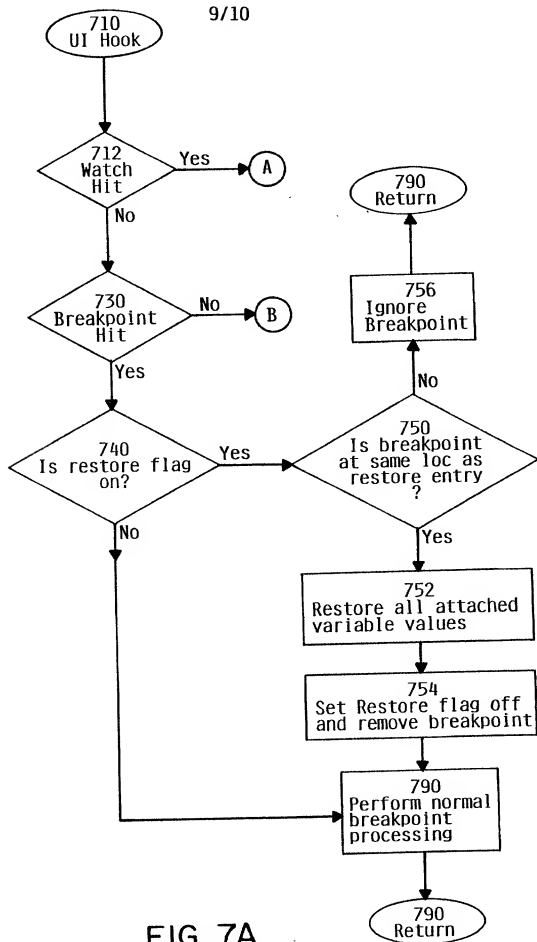 9/10
710
UI Hook
712
Watch
Hit
Yes
A
No
730
Breakpoint
Hit
No
B
Yes
740
Is restore flag
on?
Yes
No
790
Return
756
Ignore
Breakpoint
No
750
Is breakpoint
at same loc as
restore entry
?
Yes
752
Restore all attached
variable values
754
Set Restore flag off
and remove breakpoint
790
Perform normal
breakpoint
processing
790
Return
FIG. 7A